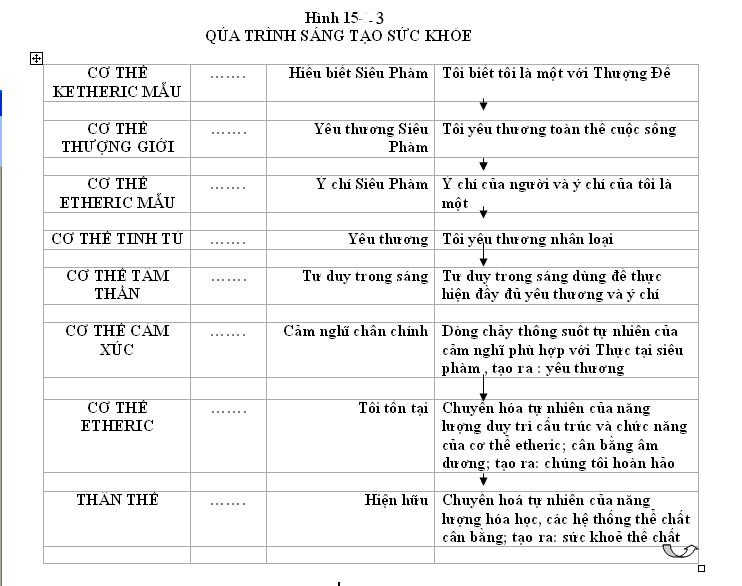 Hình 15-3
QÚA TRÌNH SÁNG TẠO SỨC KHỎE
CƠ THỂ ....... Hiểu biết Siêu Phàm Tôi biết tôi là một với Thượng Đế
KETHERIC MẪU
CƠ THỂ ....... Yêu thương Siêu Tôi yêu thương toàn thể cuộc sống
THƯỢNG GIỚI Phàm
CƠ THỂ ....... Ý chí Siêu Phàm Ý chí của người và ý chí của tôi là
ETHERIC MẪU một
CƠ THỂ TINH TÚ ....... Yêu thương Tôi yêu thương nhân loại
CƠ THỂ TÂM ....... Tư duy trong sáng Tư duy trong sáng dùng để thực
THẦN hiện đầy đủ yêu thương và ý chí
CƠ THỂ CẢM ....... Cảm nghĩ chân chính Dòng chảy thông suốt tự nhiên của
XÚC cảm nghĩ phù hợp với Thực tại siêu
phàm , tạo ra : yêu thương
CƠ THỂ ....... Tôi tồn tại Chuyển hóa tự nhiên của năng
ETHERIC lượng duy trì cấu trúc và chức năng
của cơ thể etheric; cân bằng âm
dương; tạo ra: chúng tôi hoàn hảo
THÂN THỂ ....... Hiện hữu Chuyển hoá tự nhiên của năng
lượng hóa học, các hệ thống thể chất
cân bằng; tạo ra: sức khoẻ thể chất